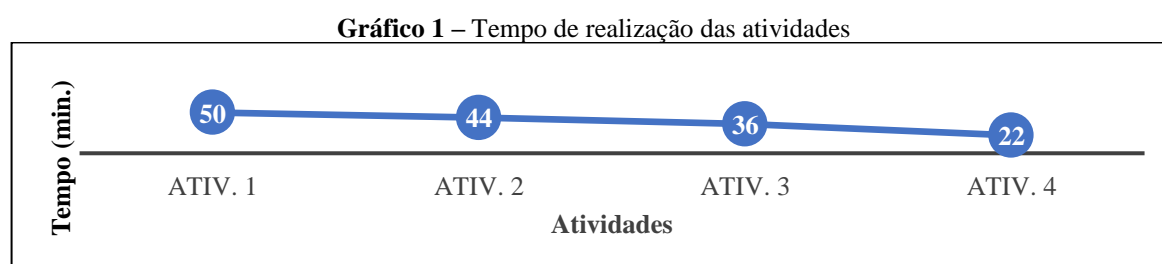 Gráfico 1 – Tempo de realização das atividades
Tempo (min.)
50 44 36 22
ATIV. 1 ATIV. 2 ATIV. 3 ATIV. 4
Atividades